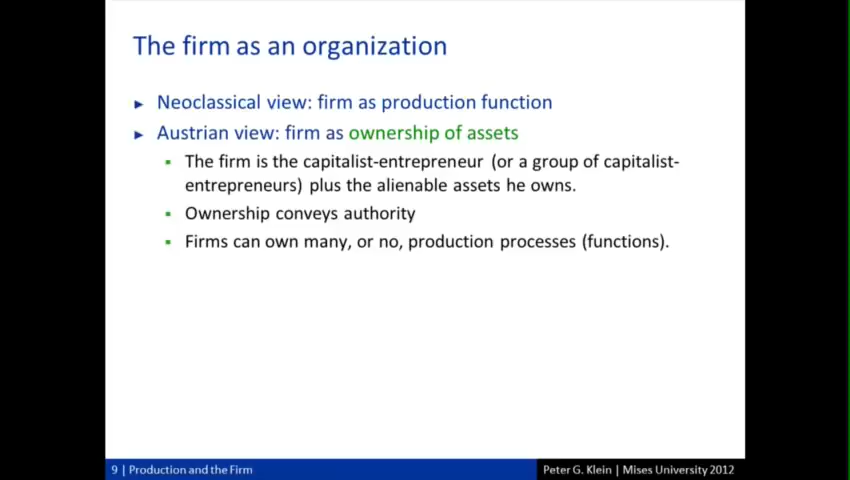 The firm as an organization
► Neoclassical view: firm as production function
► Austrian view: firm as ownership of assets
▪ The firm is the capitalist-entrepreneur (or a group of capitalist-
entrepreneurs) plus the alienable assets he owns.
▪ Ownership conveys authority
▪ Firms can own many, or no, production processes (functions).
9 | Production and the Firm
Peter G. Klein | Mises University 2012